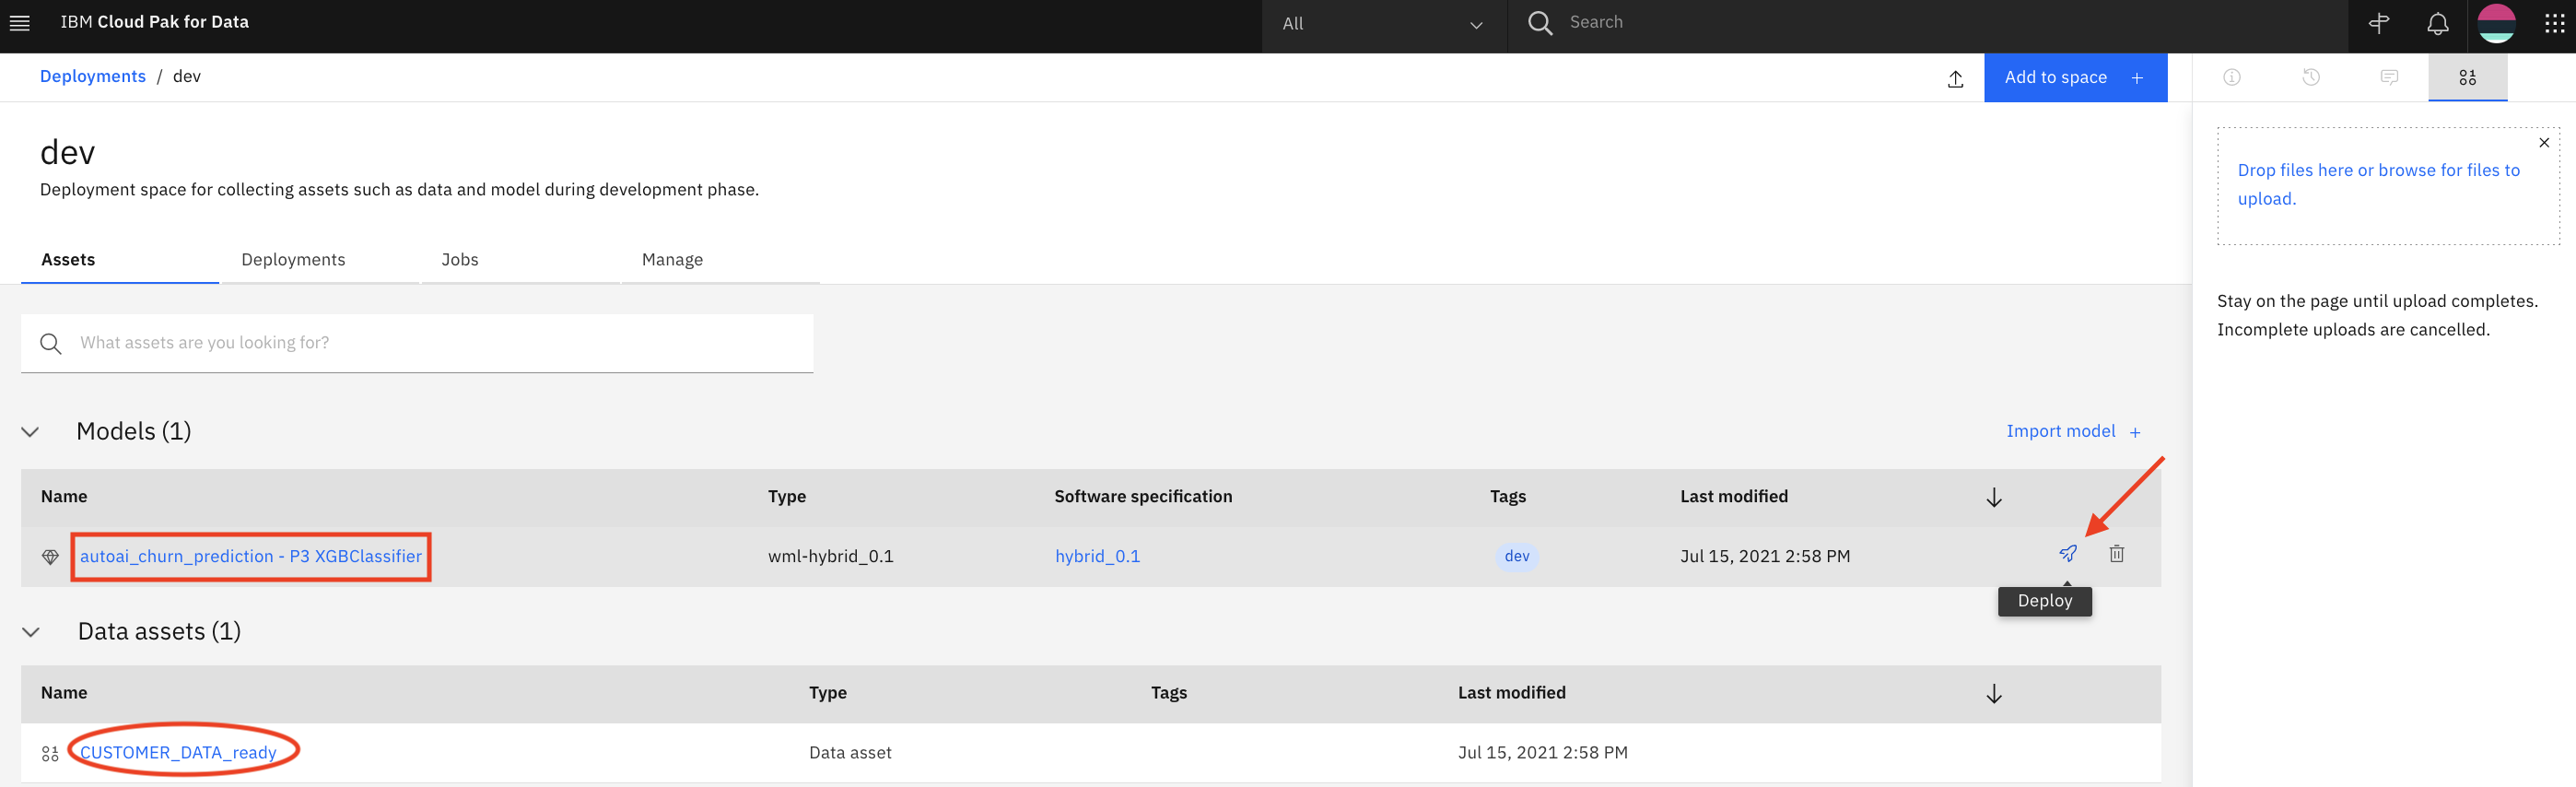 IBM Cloud Pak for Data
All
Search
Deployments / dev
Add to space +
dev
Deployment space for collecting assets such as data and model during development phase.
Assets
Deployments
Jobs
Manage
What assets are you looking for?
Models (1)
Import model +
Name
Type
Software specification
Tags
Last modified
autoai_churn_prediction - P3 XGBClassifier
wml-hybrid_0.1
hybrid_0.1
dev
Jul 15, 2021 2:58 PM
Deploy
Data assets (1)
Name
Type
Tags
Last modified
CUSTOMER_DATA_ready
Data asset
Jul 15, 2021 2:58 PM
Drop files here or browse for files to
upload.
Stay on the page until upload completes.
Incomplete uploads are cancelled.